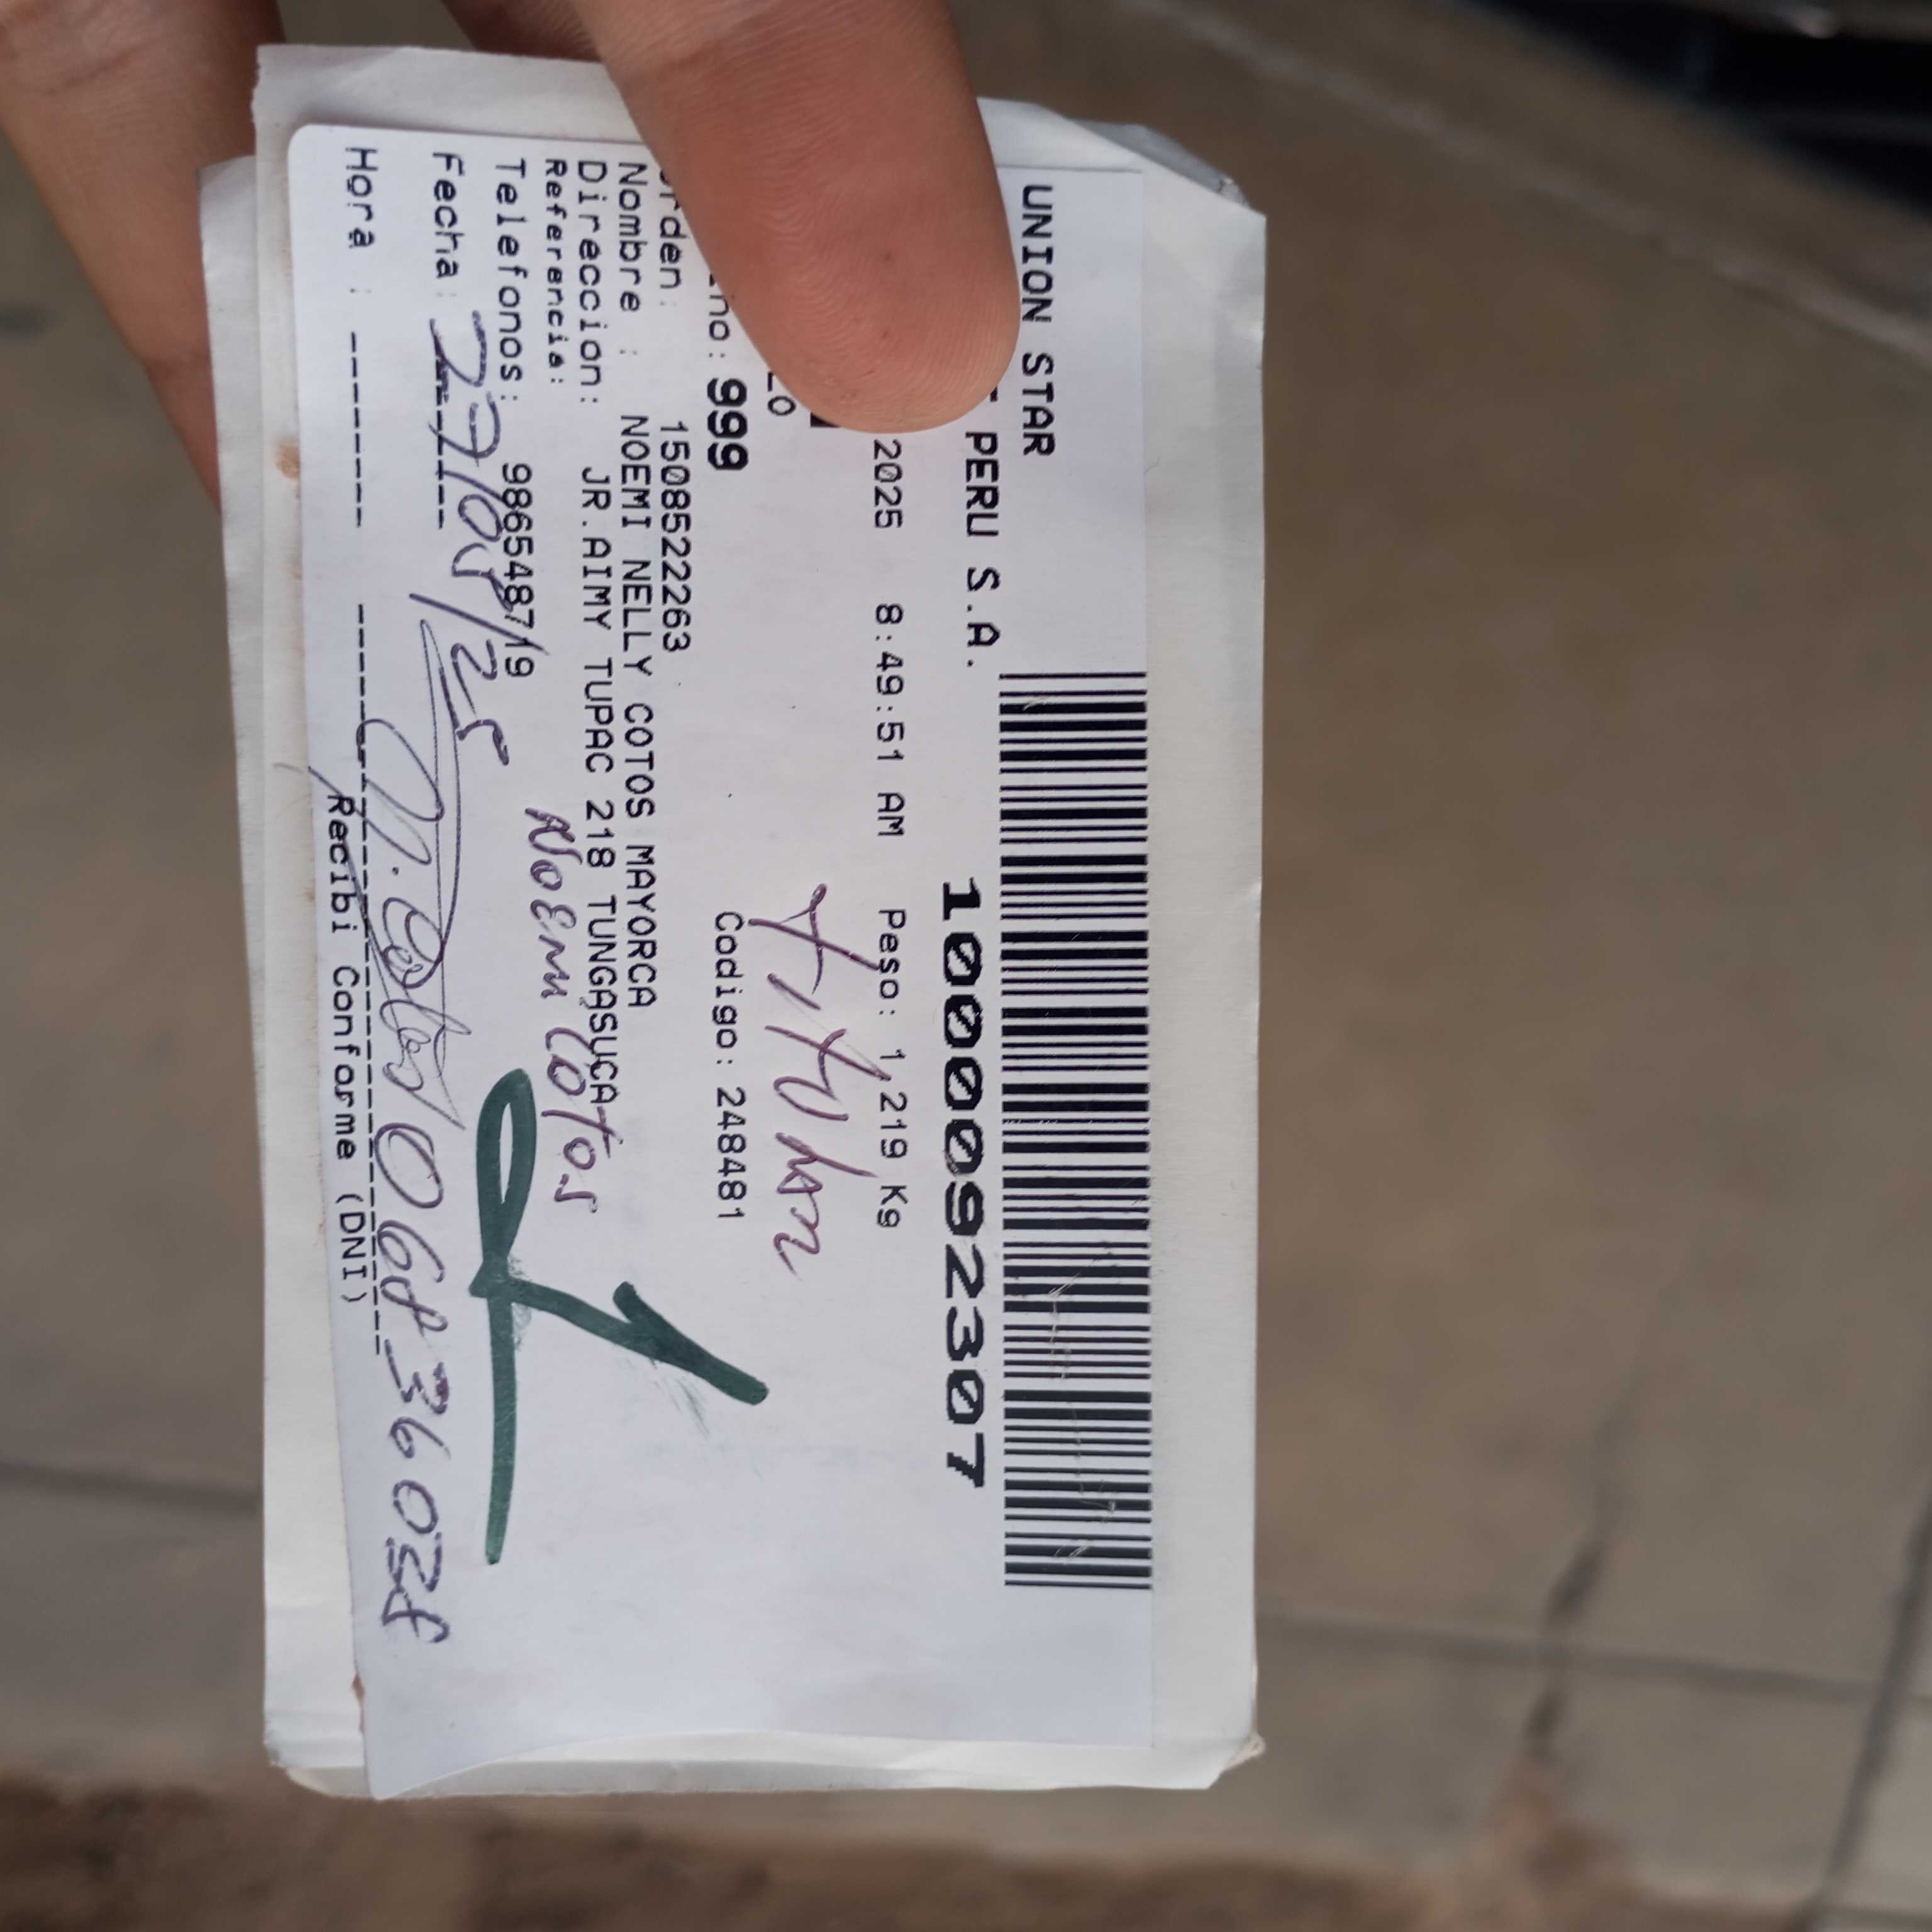 UNION STAR
PERU S.A.
1000092307
2025 8:49:51 AM Peso: 1,219 Kg
999 Codigo: 248481
Orden: 150852263
Nombre : NOEMI NELLY COTOS MAYORCA
Direccion: JR.AIMY TUPAC 218 TUNGASUCA
Referencia:
Telefonos: 986548719 Noemi Cotos
Fecha: 27/05/25
Hora :
Recibi Conforme (DNI)